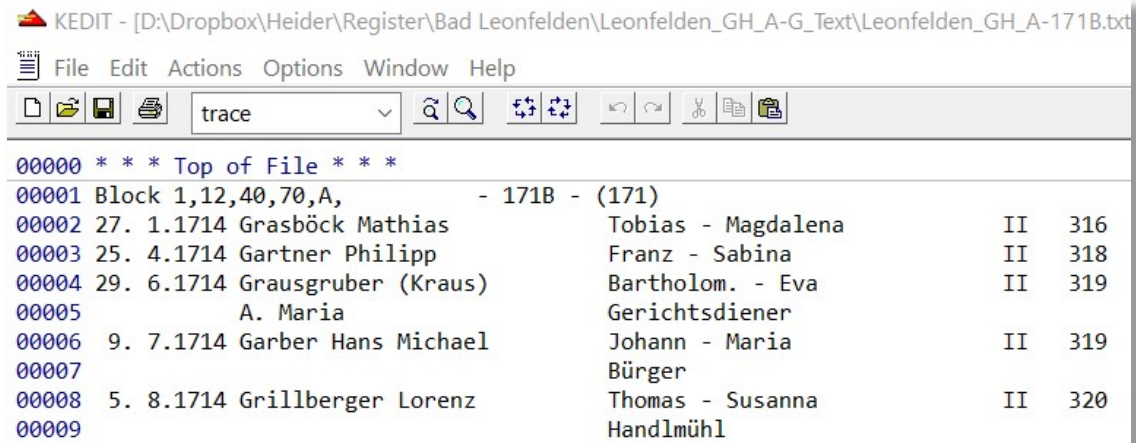 KEDIT - [D:\Dropbox\Heider\Register\Bad Leonfelden\Leonfelden_GH_A-G_Text\Leonfelden_GH_A-171B.txt
File Edit Actions Options Window Help
trace
00000 * * * Top of File * * *
00001 Block 1,12,40,70,A, - 171B - (171)
00002 27. 1.1714 Grasböck Mathias Tobias - Magdalena II 316
00003 25. 4.1714 Gartner Philipp Franz - Sabina II 318
00004 29. 6.1714 Grausgruber (Kraus) Bartholom. - Eva II 319
00005 A. Maria Gerichtsdiener
00006 9. 7.1714 Garber Hans Michael Johann - Maria II 319
00007 Bürger
00008 5. 8.1714 Grillberger Lorenz Thomas - Susanna II 320
00009 Handlmühl